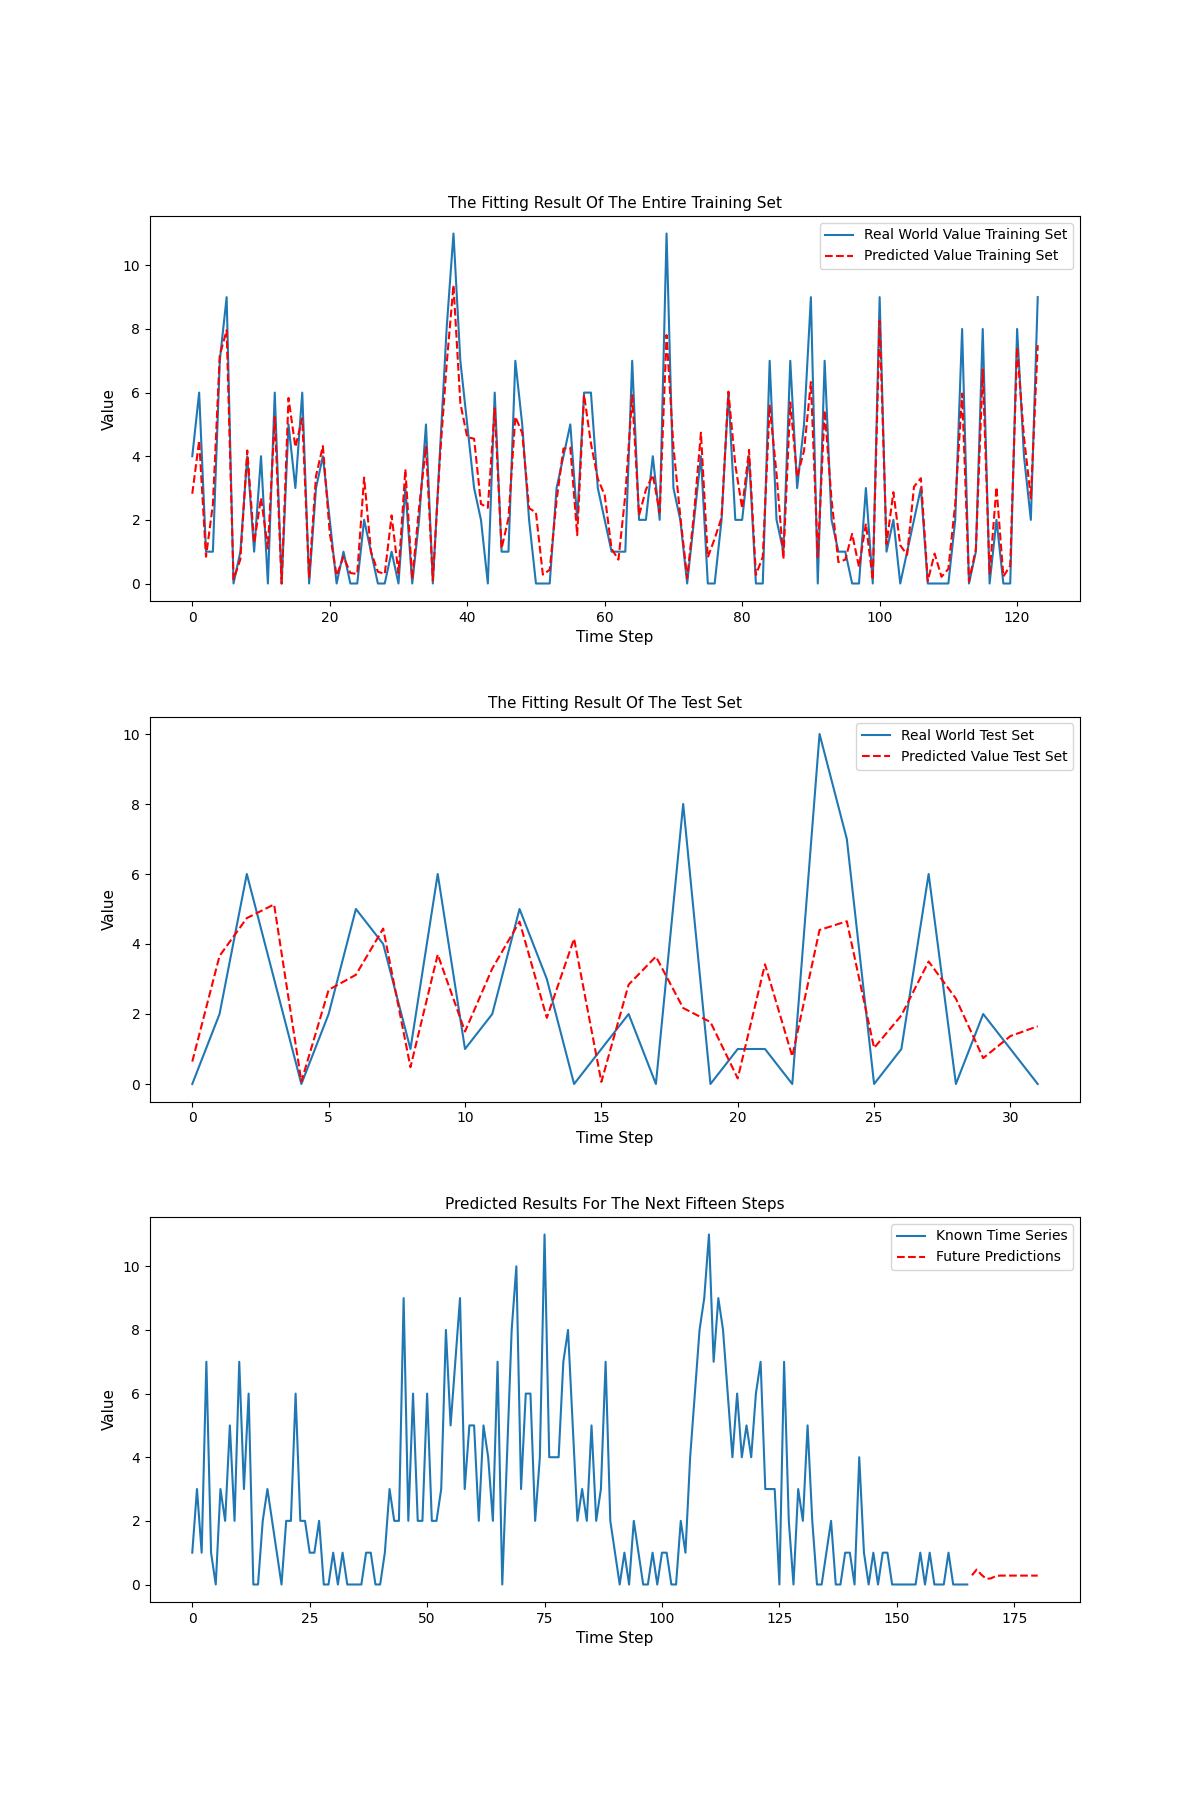 The Fitting Result Of The Entire Training Set
Real World Value Training Set
Predicted Value Training Set
Value
10
8
6
4
2
0
0 20 40 60 80 100 120
Time Step
The Fitting Result Of The Test Set
Real World Test Set
Predicted Value Test Set
Value
10
8
6
4
2
0
0 5 10 15 20 25 30
Time Step
Predicted Results For The Next Fifteen Steps
Known Time Series
Future Predictions
Value
10
8
6
4
2
0
0 25 50 75 100 125 150 175
Time Step